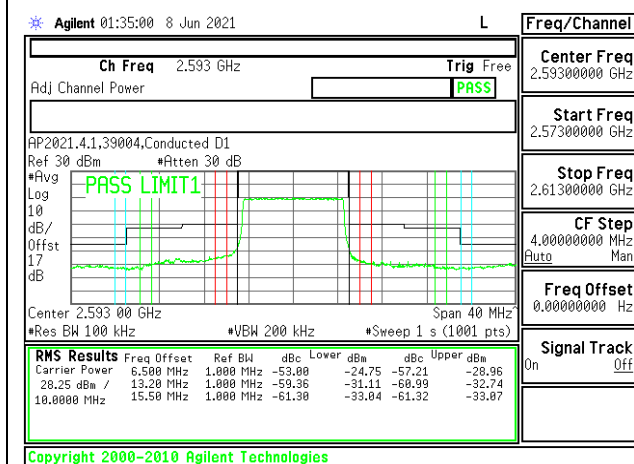 Agilent 01:35:00 8 Jun 2021 L
Freq/Channel
Ch Freq 2.593 GHz Trig Free
Adj Channel Power PASS
AP2021.4.1,39004,Conducted D1
Ref 30 dBm #Atten 30 dB
#Avg
Log
10
dB/
Offst
17
dB
PASS LIMIT1
Center 2.593 00 GHz Span 40 MHz^
#Res BW 100 kHz #VBW 200 kHz #Sweep 1 s (1001 pts)
RMS Results Freq Offset Ref BW dBc Lower dBm dBc Upper dBm
Carrier Power 6.500 MHz 1.000 MHz -53.00 -24.75 -57.21 -28.96
28.25 dBm / 13.20 MHz 1.000 MHz -59.36 -31.11 -60.99 -32.74
10.0000 MHz 15.50 MHz 1.000 MHz -61.30 -33.04 -61.32 -33.07
Copyright 2000-2010 Agilent Technologies
Center Freq
2.59300000 GHz
Start Freq
2.57300000 GHz
Stop Freq
2.61300000 GHz
CF Step
4.00000000 MHz
Auto Man
Freq Offset
0.00000000 Hz
Signal Track
On Off